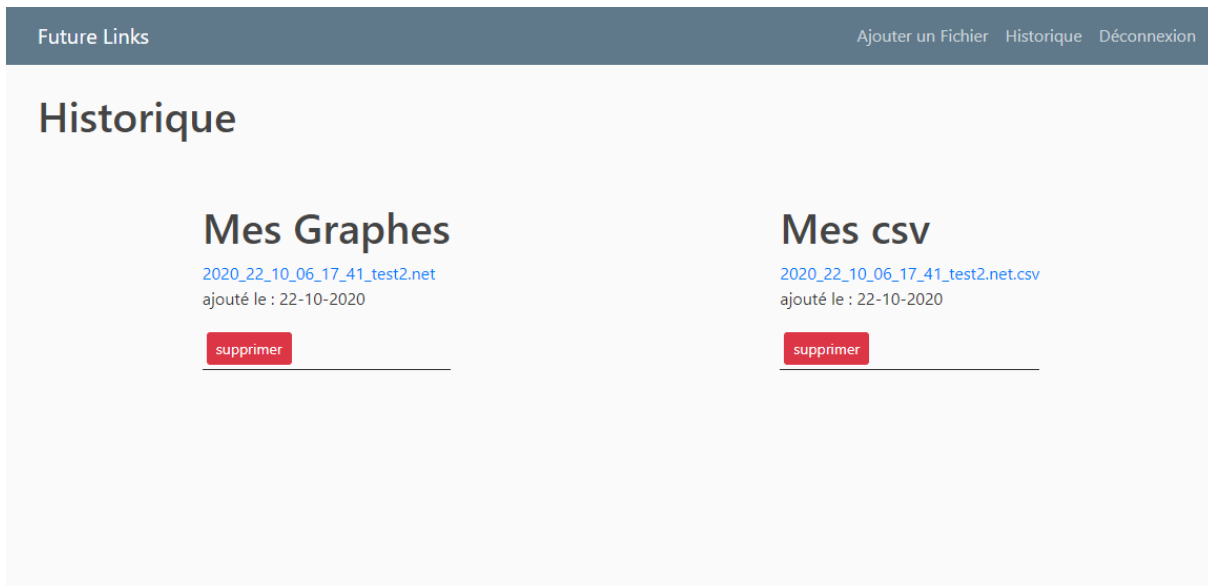 Future Links
Ajouter un Fichier Historique Déconnexion
Historique
Mes Graphes
2020_22_10_06_17_41_test2.net
ajouté le : 22-10-2020
supprimer
Mes csv
2020_22_10_06_17_41_test2.net.csv
ajouté le : 22-10-2020
supprimer